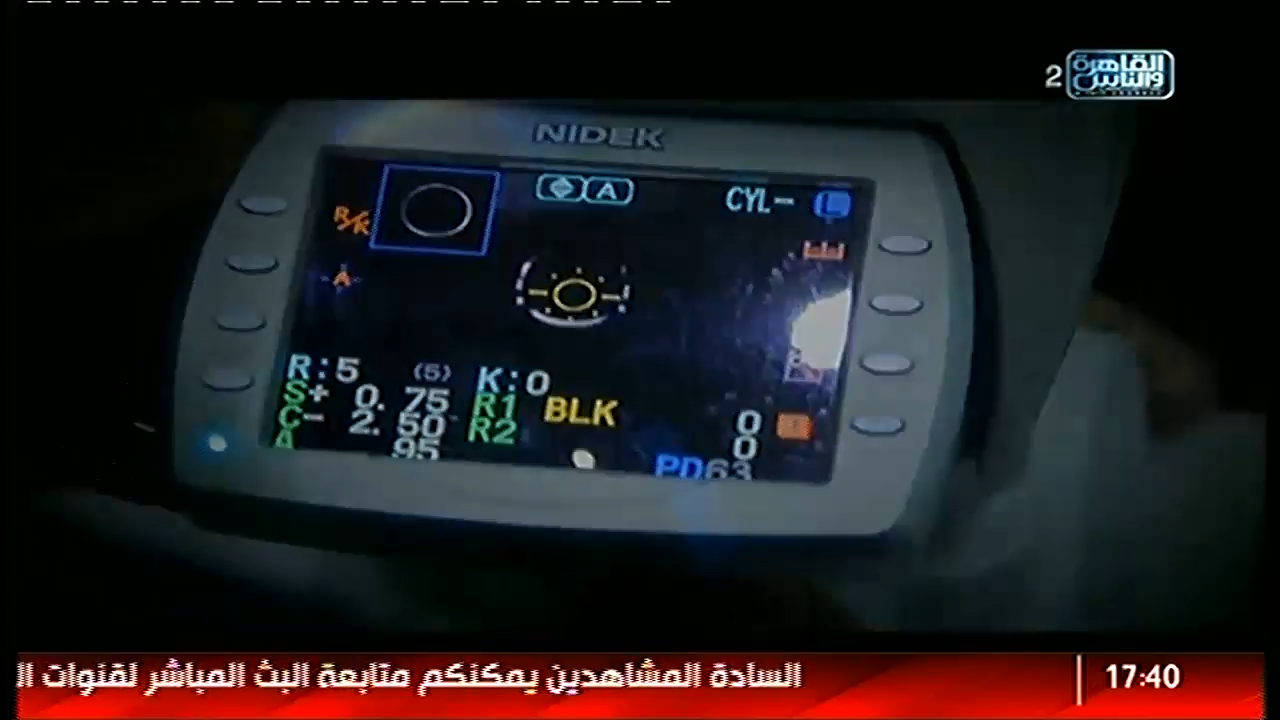 2 القاهرة والناس
NIDEK
R/K
A
CYL-
L
A
R:5 (5)
S+ 0.75
C- 2.50
A 95
K:0
R1 BLK
R2
0
0
PD63
السادة المشاهدين يمكنكم متابعة البث المباشر لقنوات ال
17:40